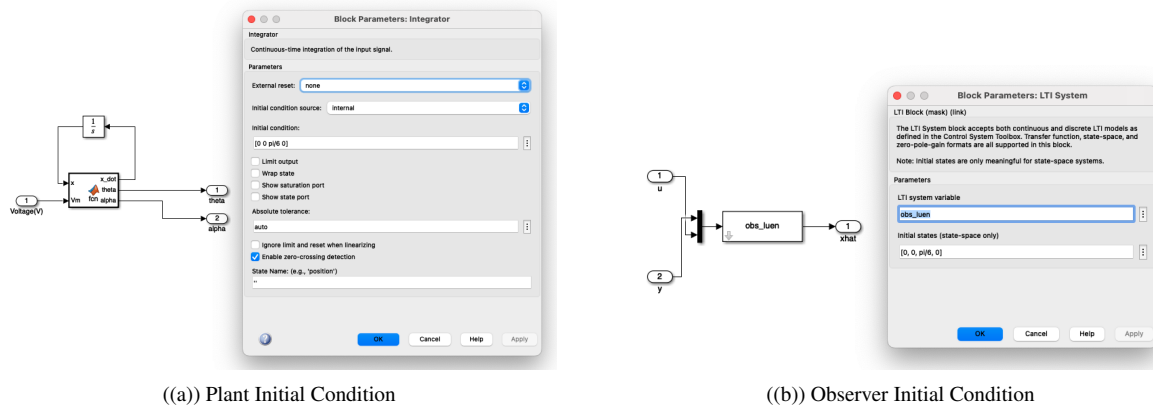 1
s
x
x_dot
theta
Vm
fcn
alpha
1
Voltage(V)
1
theta
2
alpha
Block Parameters: Integrator
Integrator
Continuous-time integration of the input signal.
Parameters
External reset: none
Initial condition source: Internal
Initial condition:
[0 0 pi/6 0]
Limit output
Wrap state
Show saturation port
Show state port
Absolute tolerance:
auto
Ignore limit and reset when linearizing
Enable zero-crossing detection
State Name: (e.g., 'position')
''
? OK Cancel Help Apply
((a)) Plant Initial Condition
1
u
2
y
obs_luen
1
xhat
Block Parameters: LTI System
LTI Block (mask) (link)
The LTI System block accepts both continuous and discrete LTI models as
defined in the Control System Toolbox. Transfer function, state-space, and
zero-pole-gain formats are all supported in this block.
Note: Initial states are only meaningful for state-space systems.
Parameters
LTI system variable
obs_luen
Initial states (state-space only)
[0, 0, pi/6, 0]
OK Cancel Help Apply
((b)) Observer Initial Condition